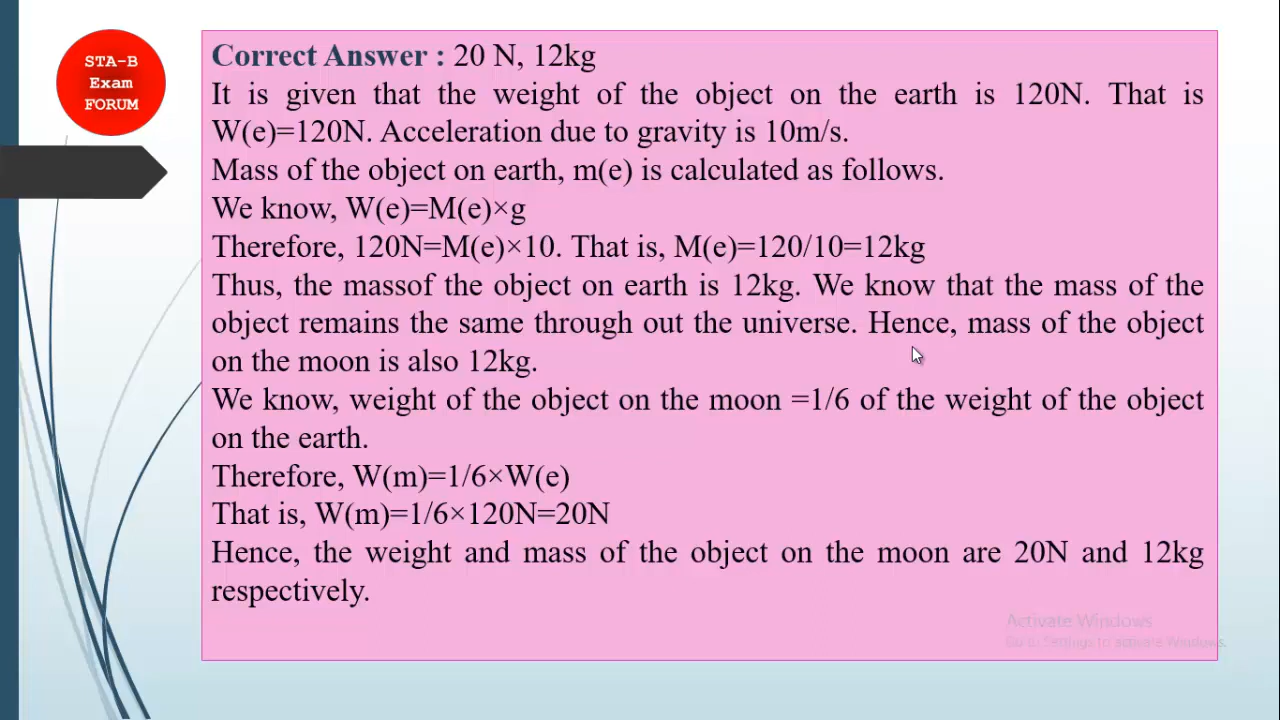 STA-B
Exam
FORUM
Correct Answer : 20 N, 12kg
It is given that the weight of the object on the earth is 120N. That is
W(e)=120N. Acceleration due to gravity is 10m/s.
Mass of the object on earth, m(e) is calculated as follows.
We know, W(e)=M(e)×g
Therefore, 120N=M(e)×10. That is, M(e)=120/10=12kg
Thus, the massof the object on earth is 12kg. We know that the mass of the
object remains the same through out the universe. Hence, mass of the object
on the moon is also 12kg.
We know, weight of the object on the moon =1/6 of the weight of the object
on the earth.
Therefore, W(m)=1/6×W(e)
That is, W(m)=1/6×120N=20N
Hence, the weight and mass of the object on the moon are 20N and 12kg
respectively.
Activate Windows
Go to Settings to activate Windows.